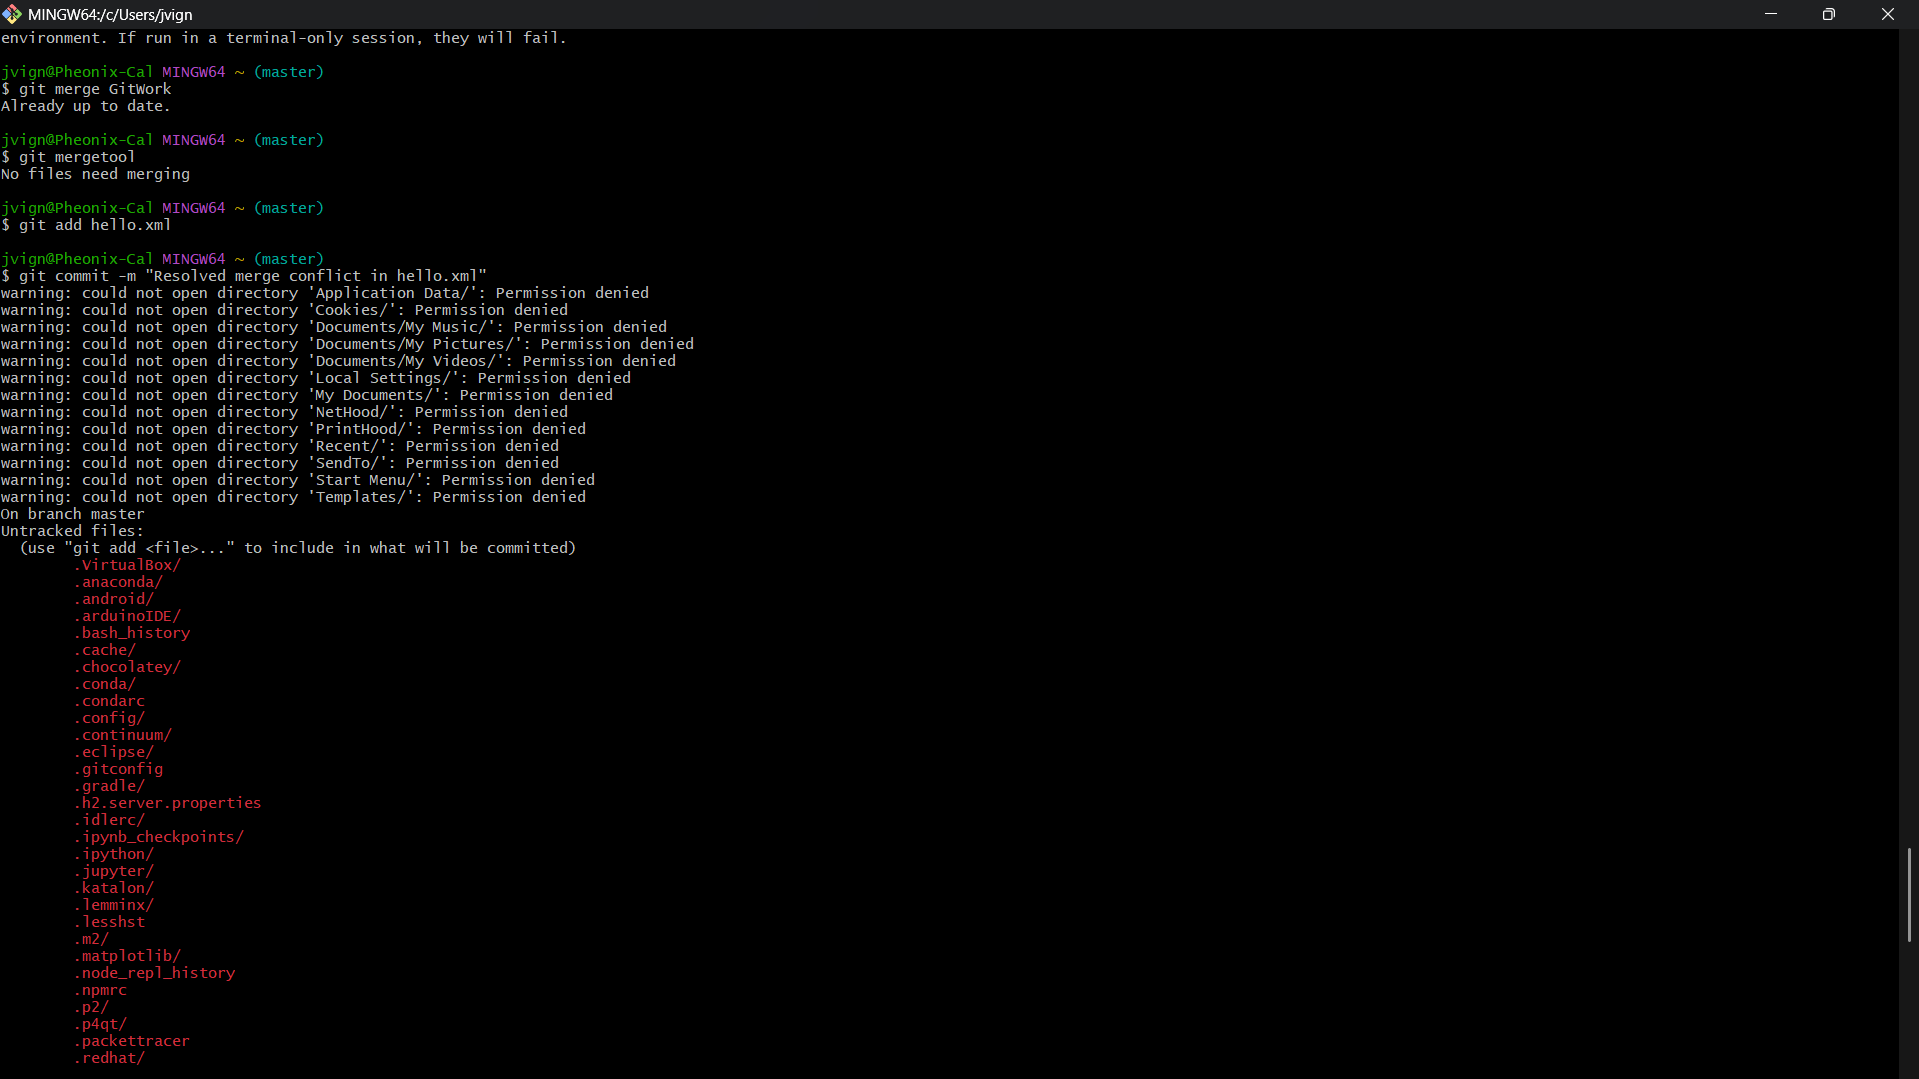 MINGW64:/c/Users/jvign
environment. If run in a terminal-only session, they will fail.
jvign@Pheonix-Cal MINGW64 ~ (master)
$ git merge GitWork
Already up to date.
jvign@Pheonix-Cal MINGW64 ~ (master)
$ git mergetool
No files need merging
jvign@Pheonix-Cal MINGW64 ~ (master)
$ git add hello.xml
jvign@Pheonix-Cal MINGW64 ~ (master)
$ git commit -m "Resolved merge conflict in hello.xml"
warning: could not open directory 'Application Data/': Permission denied
warning: could not open directory 'Cookies/': Permission denied
warning: could not open directory 'Documents/My Music/': Permission denied
warning: could not open directory 'Documents/My Pictures/': Permission denied
warning: could not open directory 'Documents/My Videos/': Permission denied
warning: could not open directory 'Local Settings/': Permission denied
warning: could not open directory 'My Documents/': Permission denied
warning: could not open directory 'NetHood/': Permission denied
warning: could not open directory 'PrintHood/': Permission denied
warning: could not open directory 'Recent/': Permission denied
warning: could not open directory 'SendTo/': Permission denied
warning: could not open directory 'Start Menu/': Permission denied
warning: could not open directory 'Templates/': Permission denied
On branch master
Untracked files:
(use "git add <file>..." to include in what will be committed)
.VirtualBox/
.anaconda/
.android/
.arduinoIDE/
.bash_history
.cache/
.chocolatey/
.conda/
.condarc
.config/
.continuum/
.eclipse/
.gitconfig
.gradle/
.h2.server.properties
.idlerc/
.ipynb_checkpoints/
.ipython/
.jupyter/
.katalon/
.lemminx/
.lesshst
.m2/
.matplotlib/
.node_repl_history
.npmrc
.p2/
.p4qt/
.packettracer
.redhat/